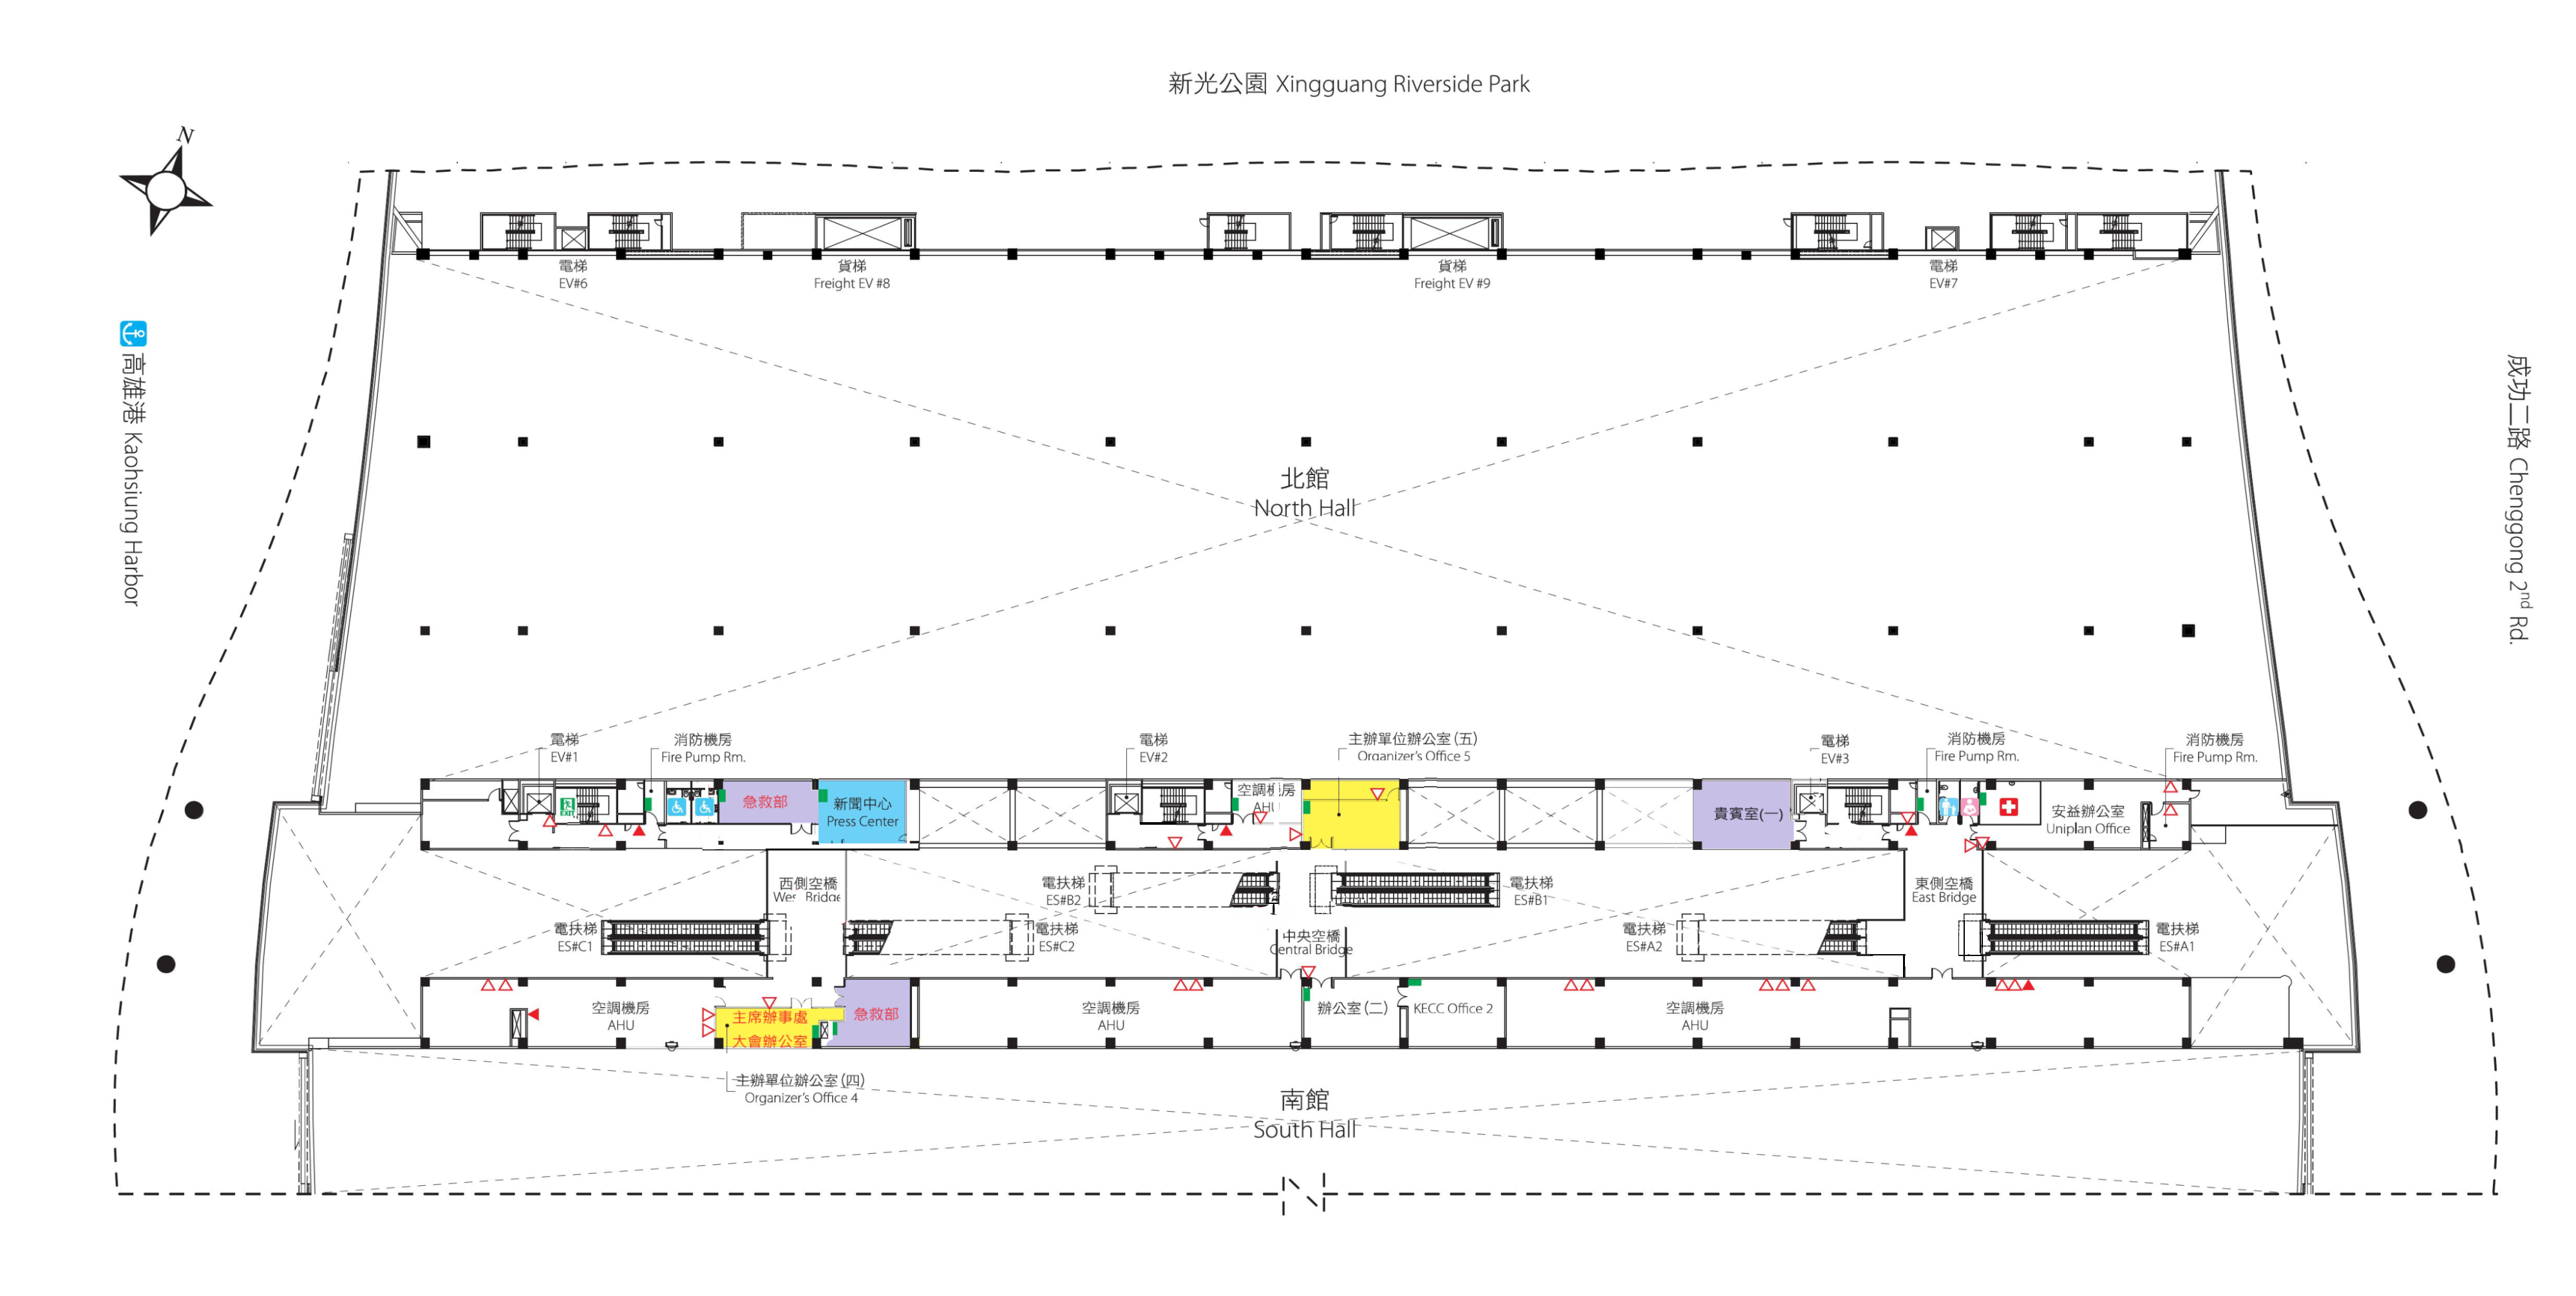 新光公園 Xingguang Riverside Park
N
電梯
EV#6
貨梯
Freight EV #8
貨梯
Freight EV #9
電梯
EV#7
高雄港 Kaohsiung Harbor
成功二路 Chenggong 2nd Rd.
北館
North Hall
電梯
EV#1
消防機房
Fire Pump Rm.
電梯
EV#2
主辦單位辦公室(五)
Organizer's Office 5
電梯
EV#3
消防機房
Fire Pump Rm.
消防機房
Fire Pump Rm.
EXIT
急救部
新聞中心
Press Center
空調機房
AHU
貴賓室(一)
安益辦公室
Uniplan Office
西側空橋
West Bridge
電扶梯
ES#B2
電扶梯
ES#B1
東側空橋
East Bridge
電扶梯
ES#C1
電扶梯
ES#C2
中央空橋
Central Bridge
電扶梯
ES#A2
電扶梯
ES#A1
空調機房
AHU
主席辦事處
大會辦公室
急救部
空調機房
AHU
辦公室(二)
KECC Office 2
空調機房
AHU
主辦單位辦公室(四)
Organizer's Office 4
南館
South Hall